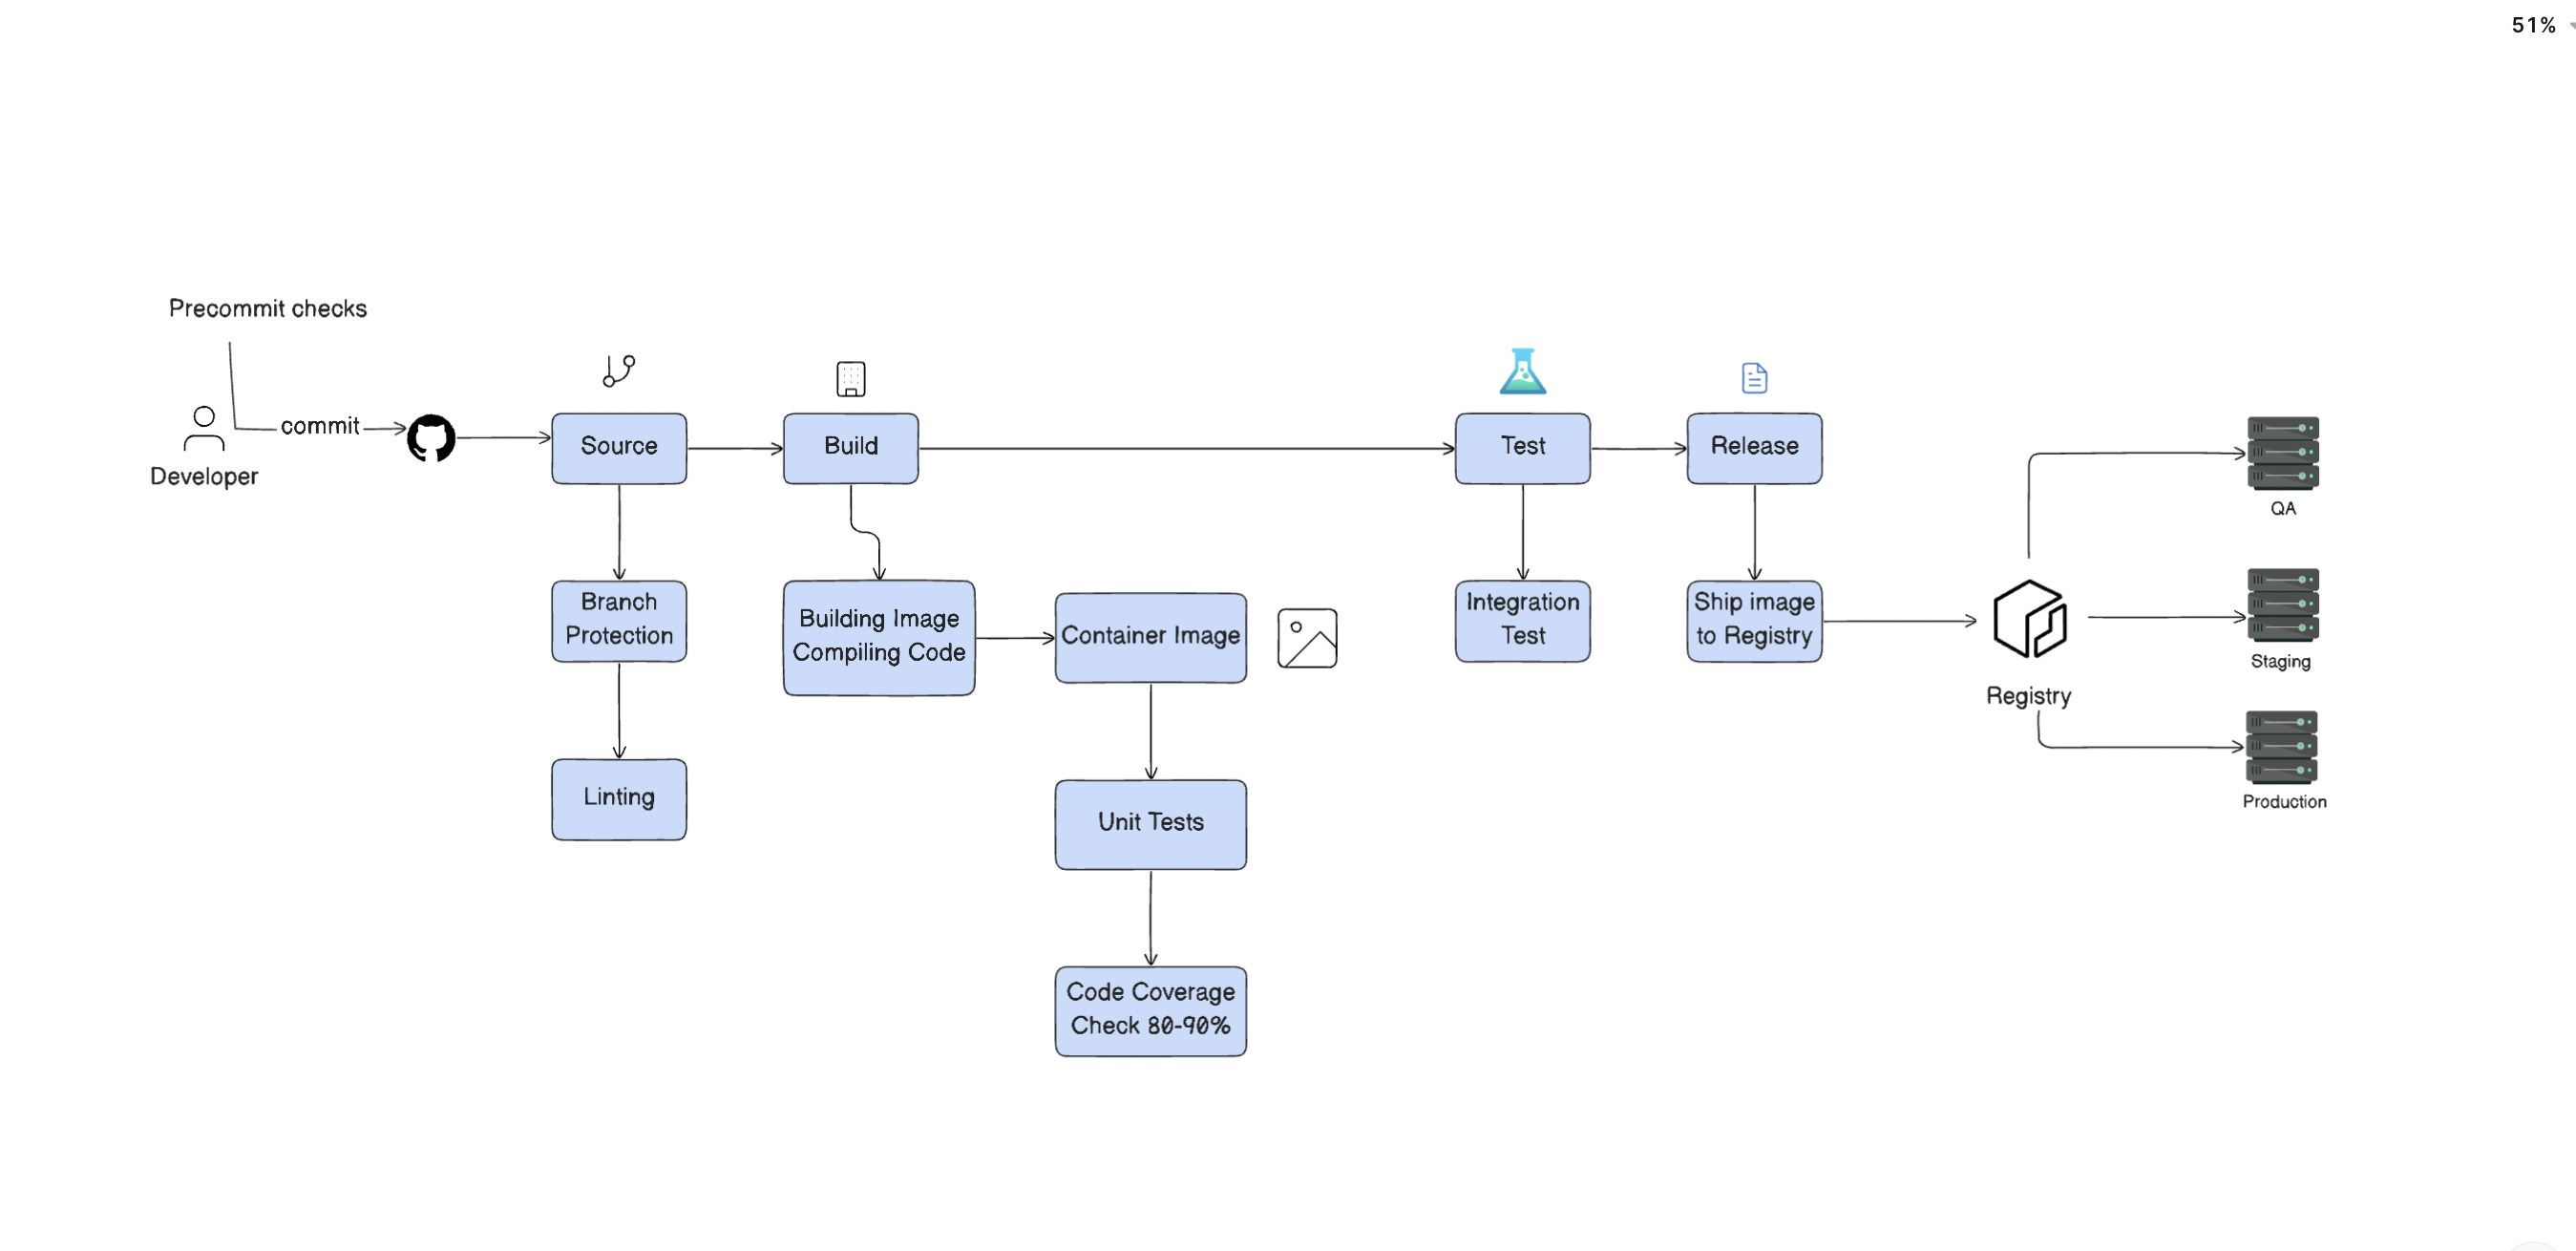 51%
Precommit checks
commit
Developer
Source
Build
Test
Release
QA
Branch
Protection
Building Image
Compiling Code
Container Image
Integration
Test
Ship image
to Registry
Registry
Staging
Production
Linting
Unit Tests
Code Coverage
Check 80-90%